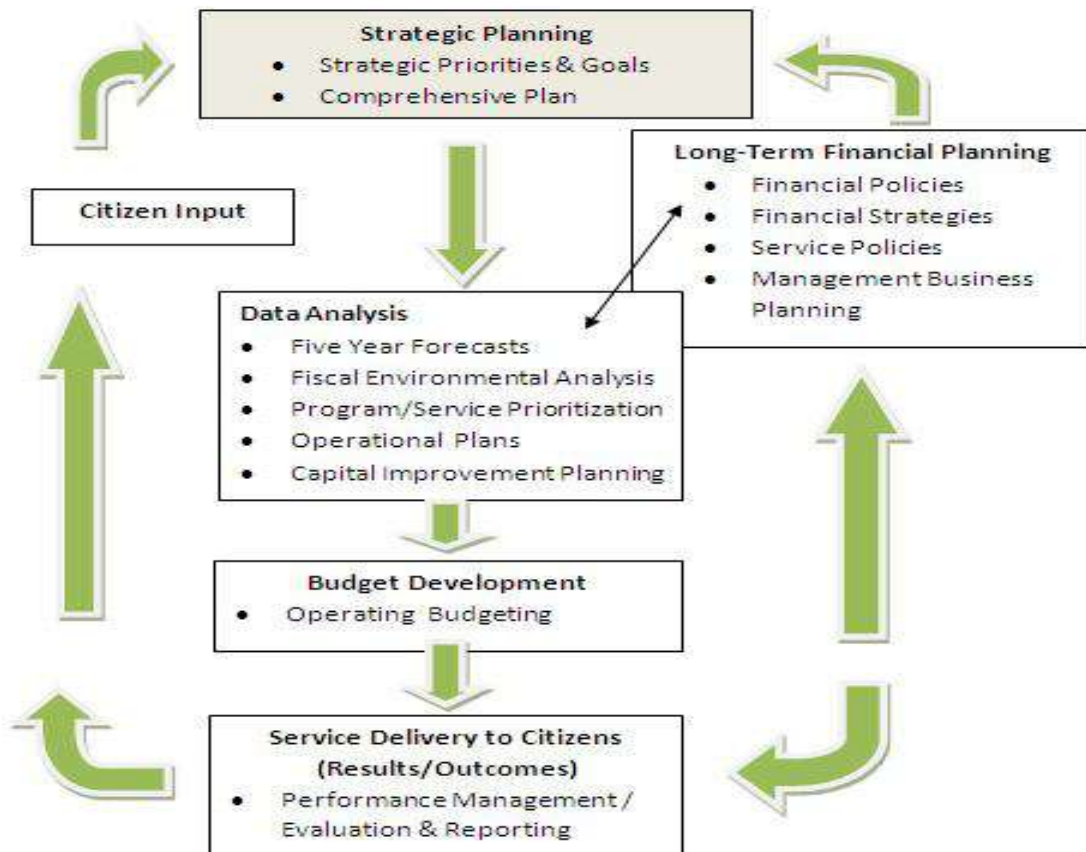 Strategic Planning
• Strategic Priorities & Goals
• Comprehensive Plan
Long-Term Financial Planning
• Financial Policies
• Financial Strategies
• Service Policies
• Management Business
Planning
Citizen Input
Data Analysis
• Five Year Forecasts
• Fiscal Environmental Analysis
• Program/Service Prioritization
• Operational Plans
• Capital Improvement Planning
Budget Development
• Operating Budgeting
Service Delivery to Citizens
(Results/Outcomes)
• Performance Management /
Evaluation & Reporting